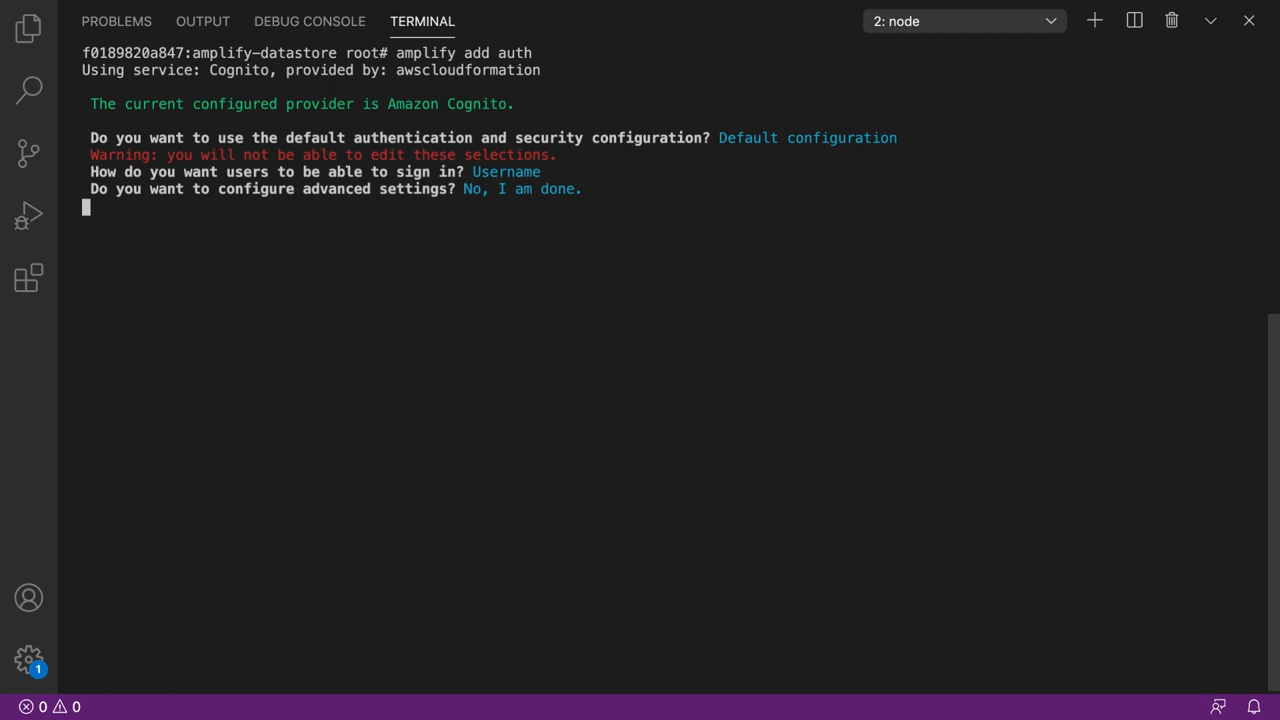 PROBLEMS OUTPUT DEBUG CONSOLE TERMINAL 2: node
f0189820a847:amplify-datastore root# amplify add auth
Using service: Cognito, provided by: awscloudformation
The current configured provider is Amazon Cognito.
Do you want to use the default authentication and security configuration? Default configuration
Warning: you will not be able to edit these selections.
How do you want users to be able to sign in? Username
Do you want to configure advanced settings? No, I am done.
1
0 0